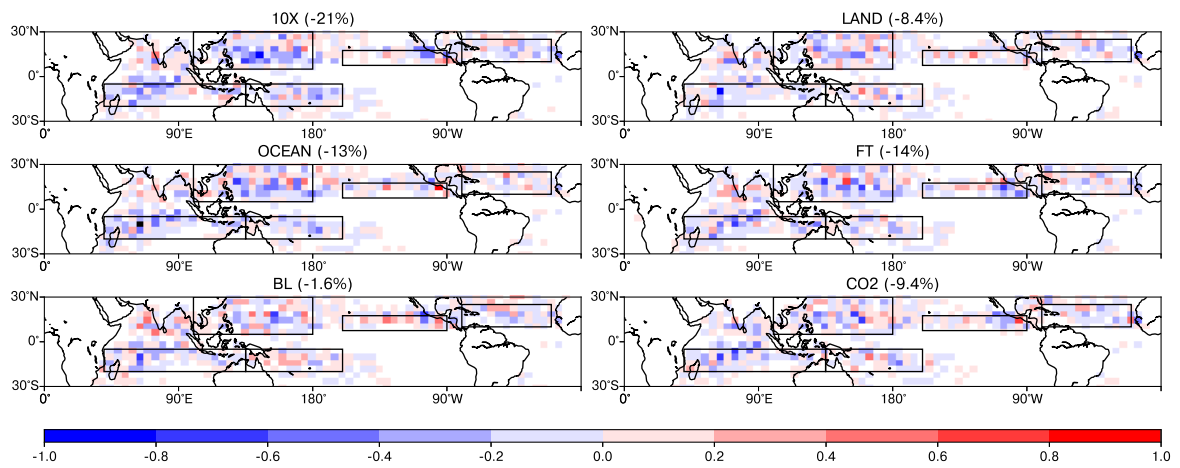 10X (-21%)
LAND (-8.4%)
30°N
0°
30°S
0° 90°E 180° 90°W
30°N
0°
30°S
0° 90°E 180° 90°W
OCEAN (-13%)
FT (-14%)
30°N
0°
30°S
0° 90°E 180° 90°W
30°N
0°
30°S
0° 90°E 180° 90°W
BL (-1.6%)
CO2 (-9.4%)
30°N
0°
30°S
0° 90°E 180° 90°W
30°N
0°
30°S
0° 90°E 180° 90°W
-1.0 -0.8 -0.6 -0.4 -0.2 0.0 0.2 0.4 0.6 0.8 1.0